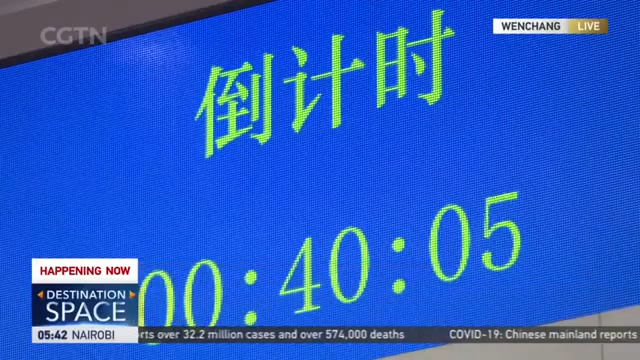 CGTN
WENCHANG LIVE
倒计时
00:40:05
HAPPENING NOW
DESTINATION
SPACE
05:42 NAIROBI
orts over 32.2 million cases and over 574,000 deaths COVID-19: Chinese mainland reports